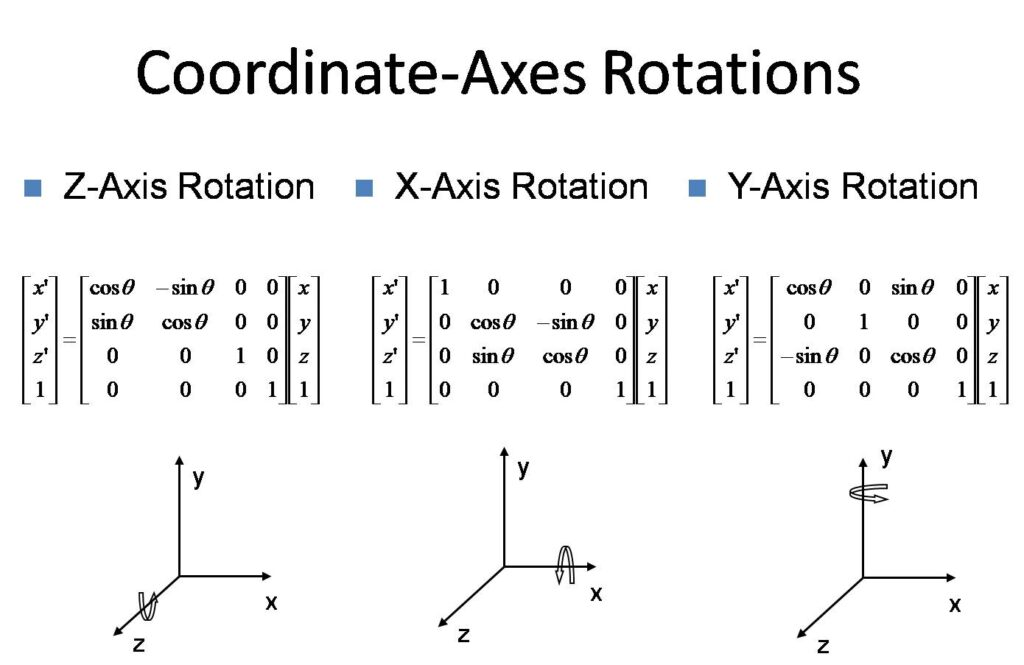 Coordinate-Axes Rotations
Z-Axis Rotation
X-Axis Rotation
Y-Axis Rotation
x' cosθ −sinθ 0 0 x
y' = sinθ cosθ 0 0 y
z' 0 0 1 0 z
1 0 0 0 1 1
x' 1 0 0 0 x
y' = 0 cosθ −sinθ 0 y
z' 0 sinθ cosθ 0 z
1 0 0 0 1 1
x' cosθ 0 sinθ 0 x
y' = 0 1 0 0 y
z' −sinθ 0 cosθ 0 z
1 0 0 0 1 1
y
x
z
y
x
z
y
x
z